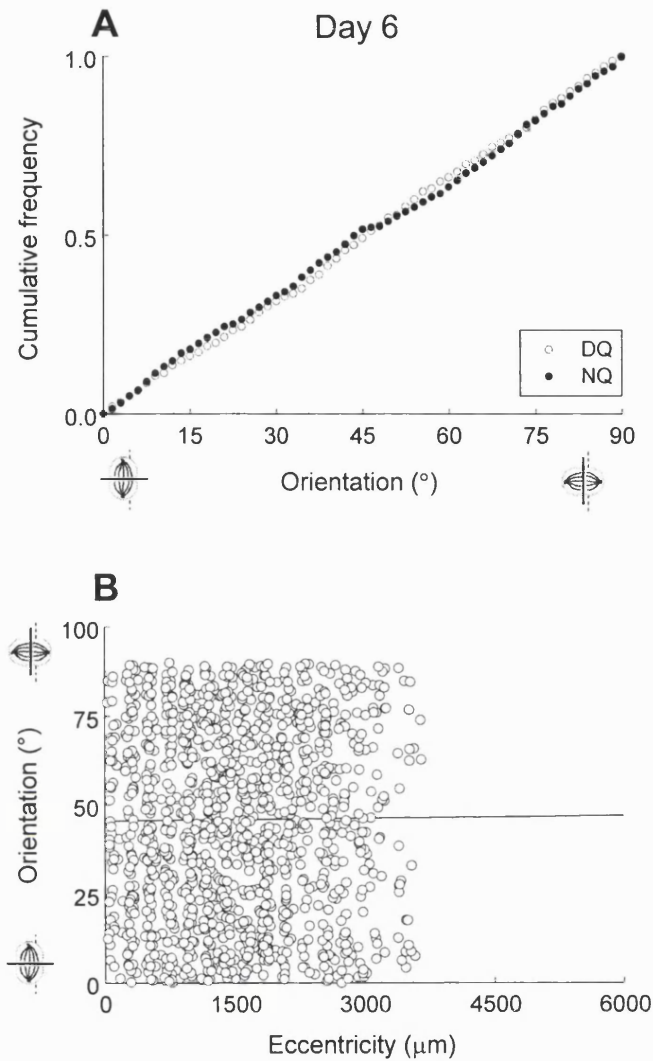 A
Day 6
1.0
0.5
0.0
Cumulative frequency
DQ
NQ
0 15 30 45 60 75 90
Orientation (°)
B
100
75
50
25
0
Orientation (°)
0 1500 3000 4500 6000
Eccentricity (μm)